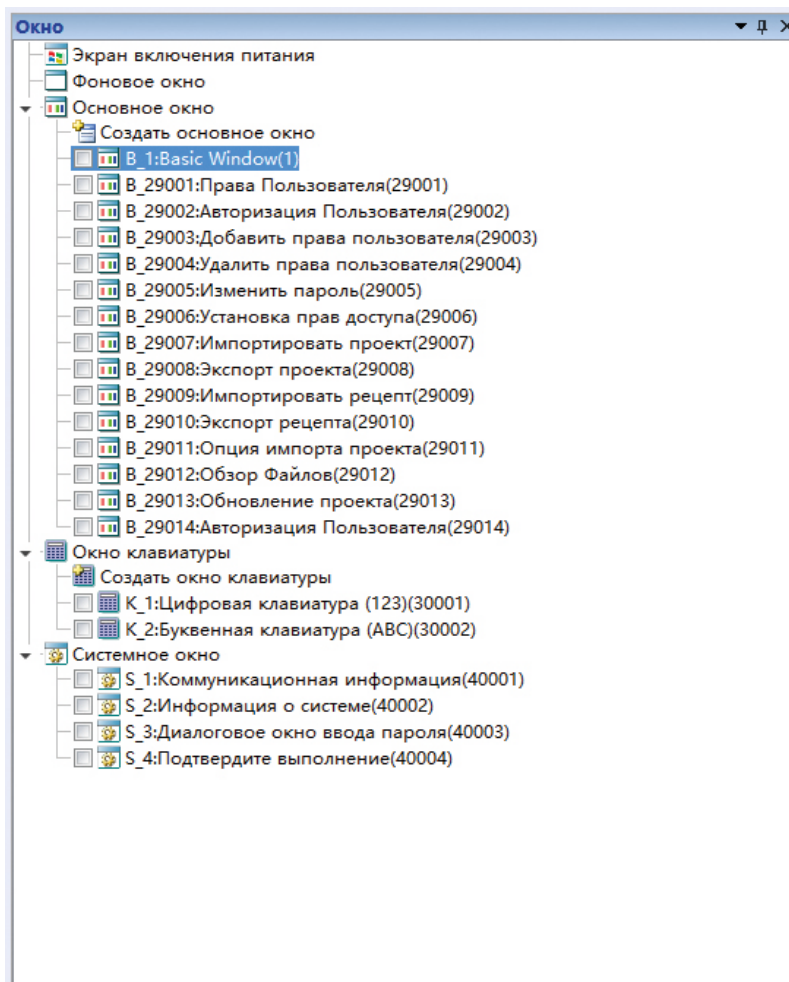 Окно
Экран включения питания
Фоновое окно
Основное окно
Создать основное окно
B_1:Basic Window(1)
B_29001:Права Пользователя(29001)
B_29002:Авторизация Пользователя(29002)
B_29003:Добавить права пользователя(29003)
B_29004:Удалить права пользователя(29004)
B_29005:Изменить пароль(29005)
B_29006:Установка прав доступа(29006)
B_29007:Импортировать проект(29007)
B_29008:Экспорт проекта(29008)
B_29009:Импортировать рецепт(29009)
B_29010:Экспорт рецепта(29010)
B_29011:Опция импорта проекта(29011)
B_29012:Обзор Файлов(29012)
B_29013:Обновление проекта(29013)
B_29014:Авторизация Пользователя(29014)
Окно клавиатуры
Создать окно клавиатуры
K_1:Цифровая клавиатура (123)(30001)
K_2:Буквенная клавиатура (ABC)(30002)
Системное окно
S_1:Коммуникационная информация(40001)
S_2:Информация о системе(40002)
S_3:Диалоговое окно ввода пароля(40003)
S_4:Подтвердите выполнение(40004)